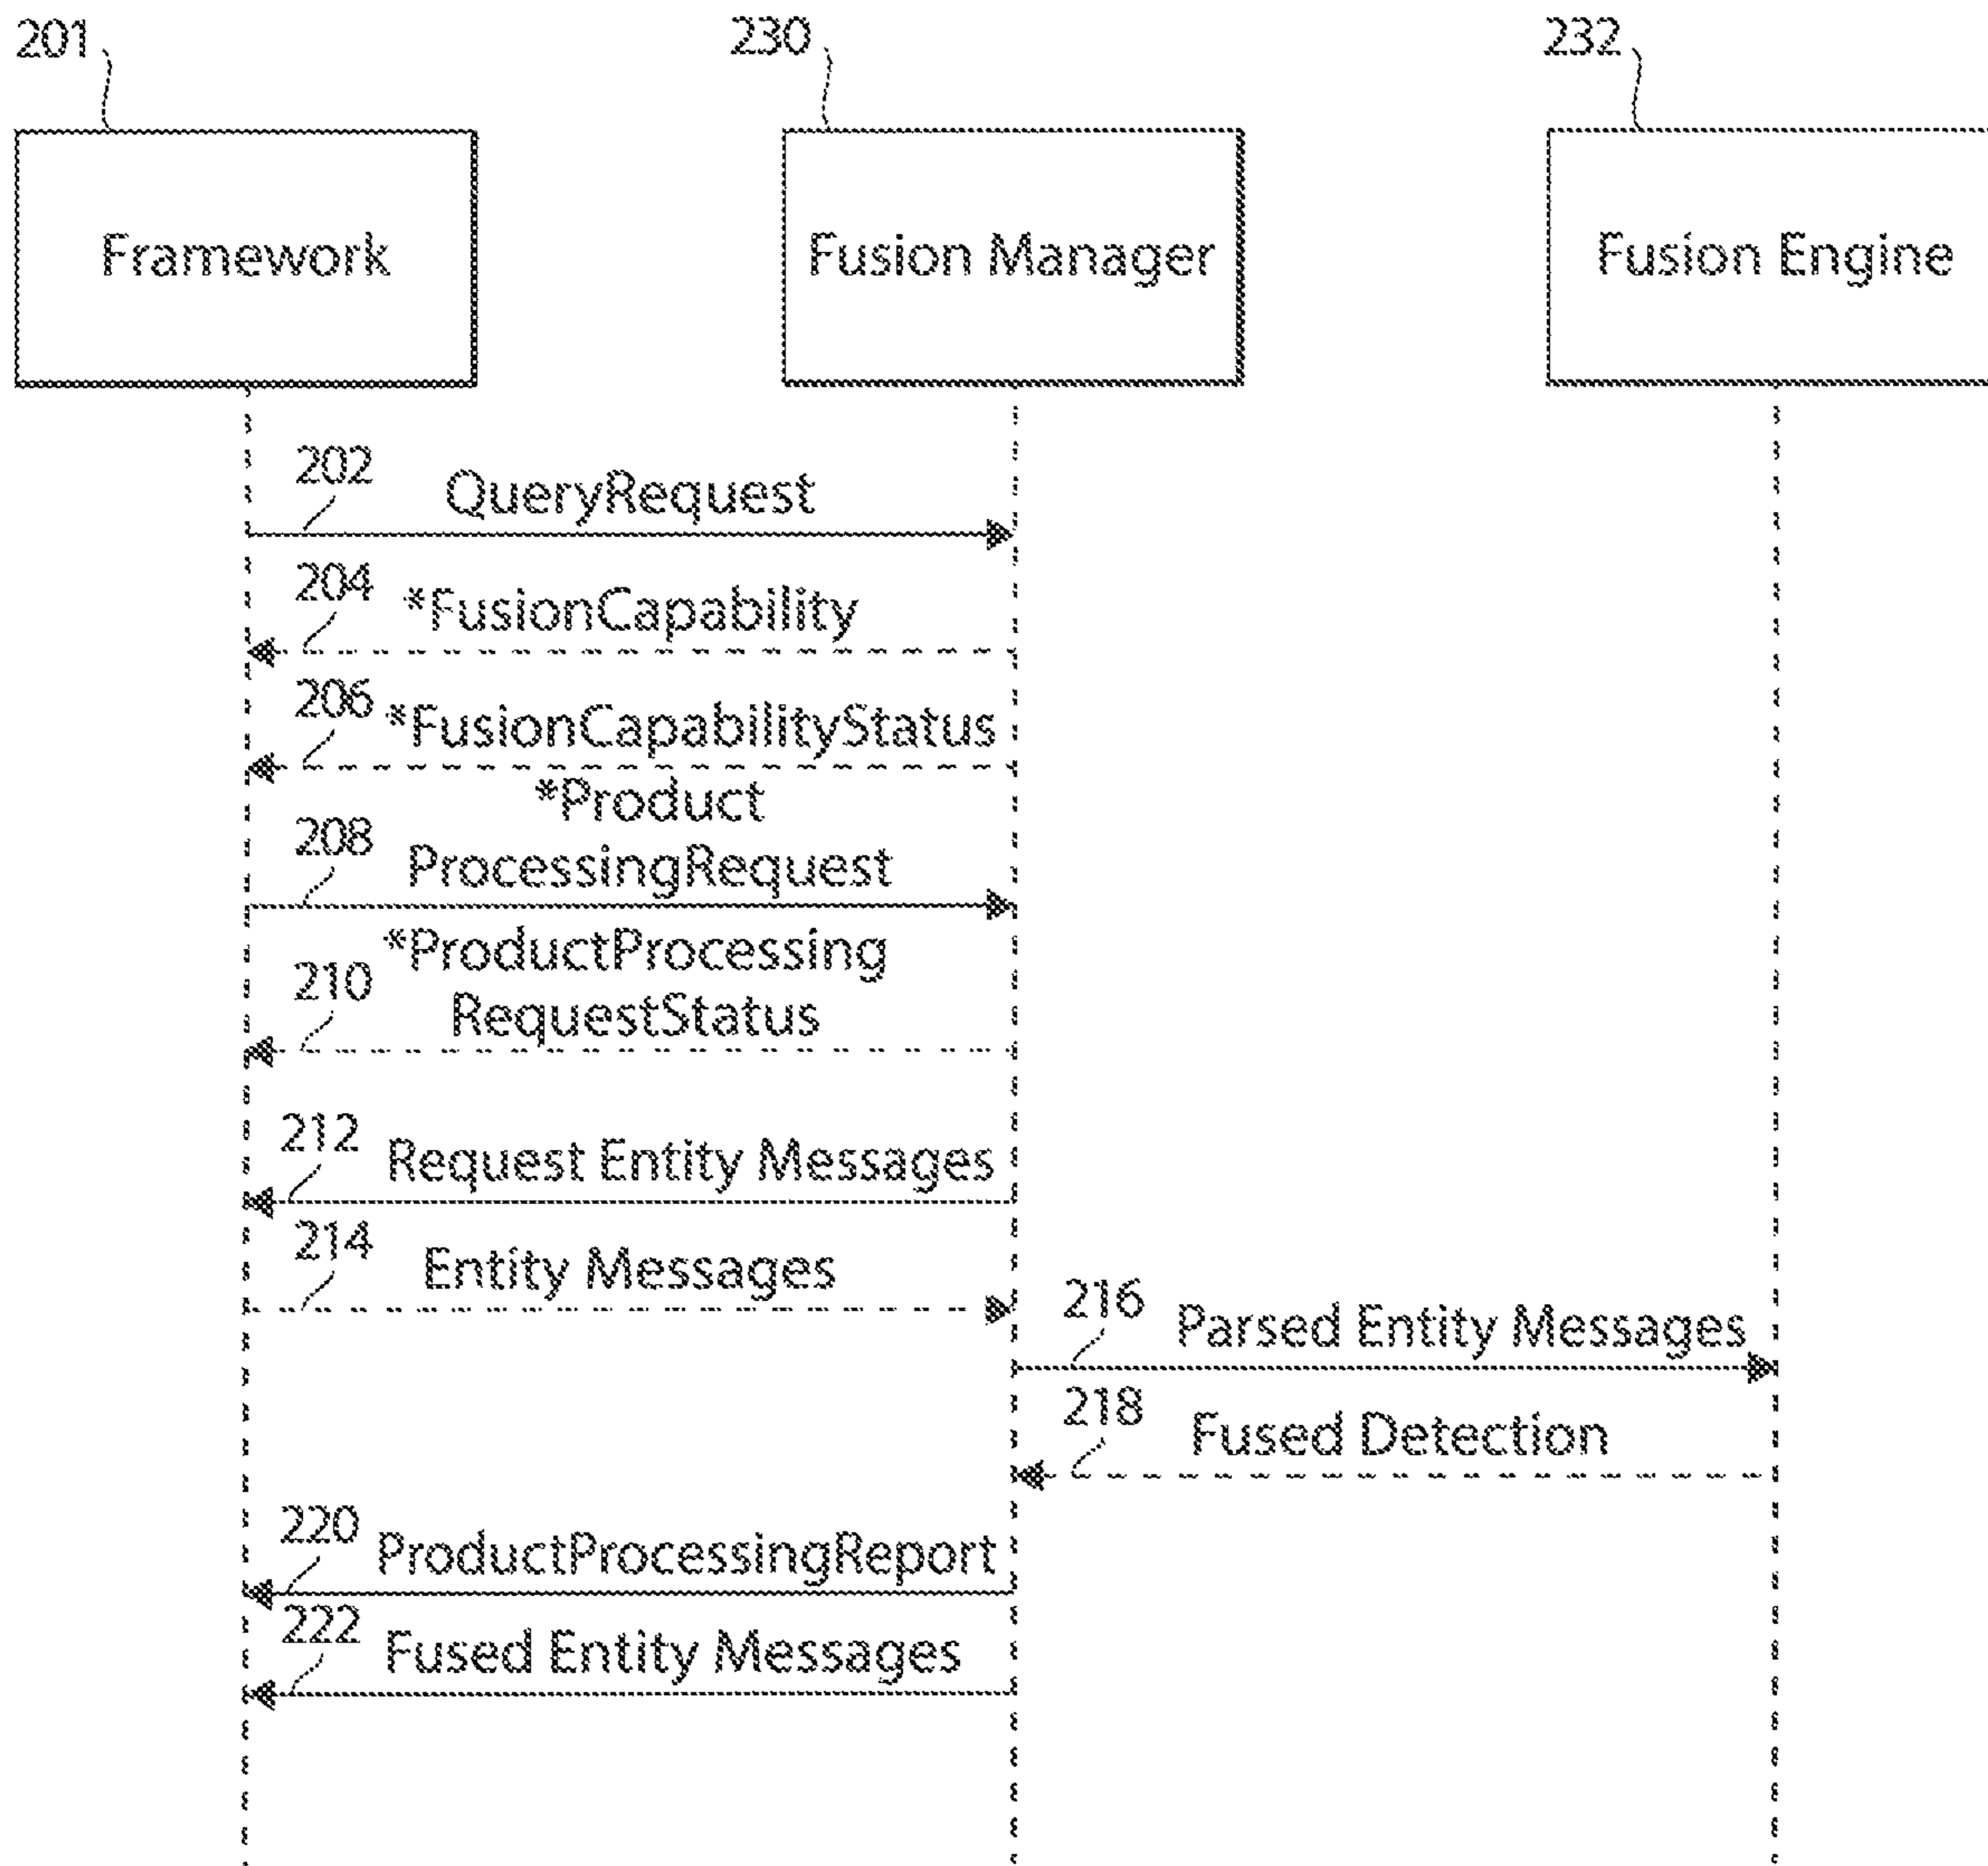 201
230
232
Framework
Fusion Manager
Fusion Engine
202
QueryRequest
204
*FusionCapability
206
*FusionCapabilityStatus
*Product
208
ProcessingRequest
*ProductProcessing
210
RequestStatus
212
Request Entity Messages
214
Entity Messages
216
Parsed Entity Messages
218
Fused Detection
220
ProductProcessingReport
222
Fused Entity Messages